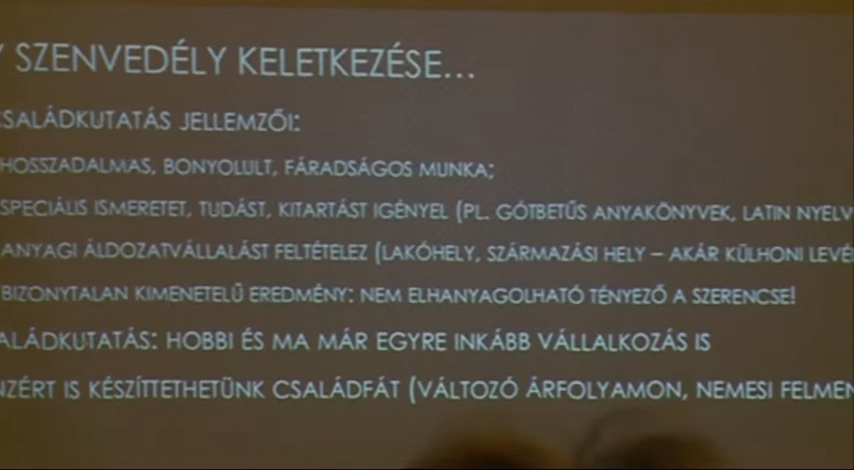 SZENVEDÉLY KELETKEZÉSE...
CSALÁDKUTATÁS JELLEMZŐI:
HOSSZADALMAS, BONYOLULT, FÁRADSÁGOS MUNKA;
SPECIÁLIS ISMERETET, TUDÁST, KITARTÁST IGÉNYEL (PL. GÓTBETŰS ANYAKÖNYVEK, LATIN NYELV
ANYAGI ÁLDOZATVÁLLALÁST FELTÉTELEZ (LAKÓHELY, SZÁRMAZÁSI HELY – AKÁR KÜLHONI LEVÉ
BIZONYTALAN KIMENETELŰ EREDMÉNY: NEM ELHANYAGOLHATÓ TÉNYEZŐ A SZERENCSE!
ALÁDKUTATÁS: HOBBI ÉS MA MÁR EGYRE INKÁBB VÁLLALKOZÁS IS
NZÉRT IS KÉSZÍTTETHETÜNK CSALÁDFÁT (VÁLTOZÓ ÁRFOLYAMON, NEMESI FELMEN